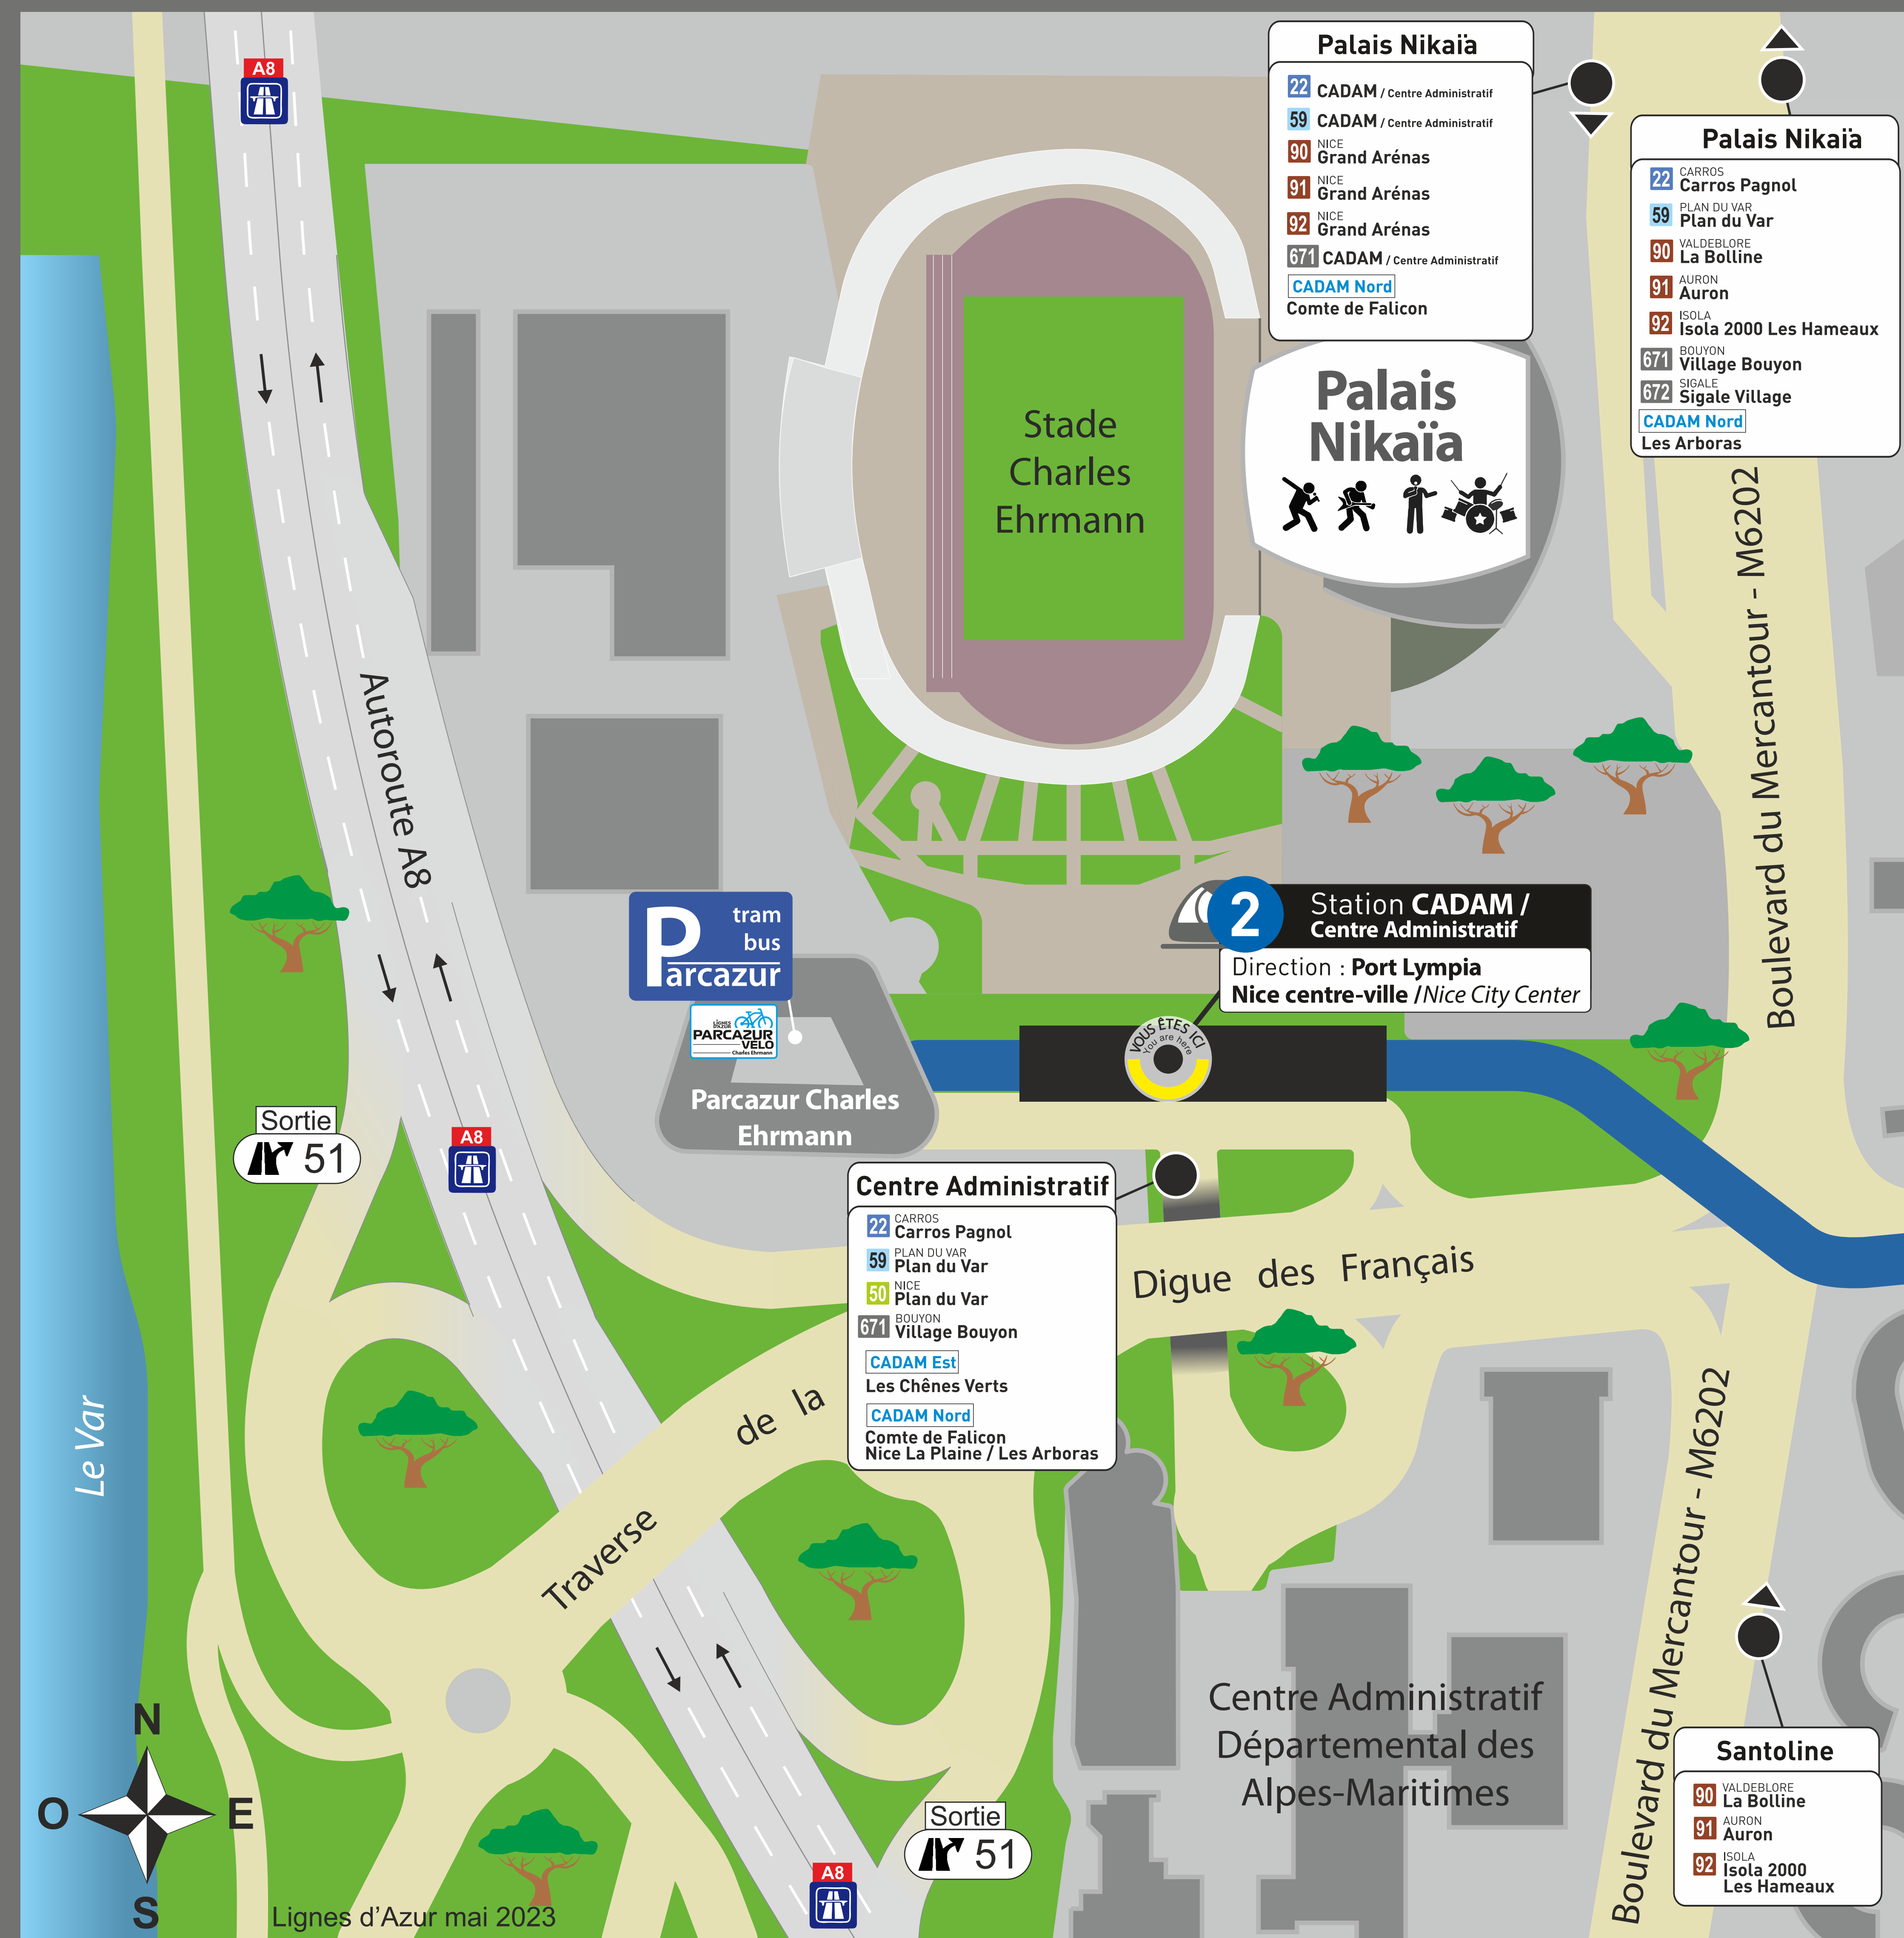 A8
Palais Nikaïa
22 CADAM / Centre Administratif
59 CADAM / Centre Administratif
NICE
90 Grand Arénas
NICE
91 Grand Arénas
NICE
92 Grand Arénas
671 CADAM / Centre Administratif
CADAM Nord
Comte de Falicon
Palais Nikaïa
CARROS
22 Carros Pagnol
PLAN DU VAR
59 Plan du Var
VALDEBLORE
90 La Bolline
AURON
91 Auron
ISOLA
92 Isola 2000 Les Hameaux
BOUYON
671 Village Bouyon
SIGALE
672 Sigale Village
CADAM Nord
Les Arboras
Palais
Nikaïa
Stade
Charles
Ehrmann
Boulevard du Mercantour - M6202
Autoroute A8
Parcazur
tram
bus
LIGNES D'AZUR
PARCAZUR
VELO
Charles Ehrmann
Parcazur Charles
Ehrmann
2
Station CADAM /
Centre Administratif
Direction : Port Lympia
Nice centre-ville /Nice City Center
VOUS ÊTES ICI
You are here
Sortie
51
A8
Centre Administratif
CARROS
22 Carros Pagnol
PLAN DU VAR
59 Plan du Var
NICE
50 Plan du Var
BOUYON
671 Village Bouyon
CADAM Est
Les Chênes Verts
CADAM Nord
Comte de Falicon
Nice La Plaine / Les Arboras
Traverse de la Digue des Français
Le Var
Boulevard du Mercantour - M6202
Centre Administratif
Départemental des
Alpes-Maritimes
Santoline
VALDEBLORE
90 La Bolline
AURON
91 Auron
ISOLA
92 Isola 2000
Les Hameaux
Sortie
51
A8
N
O
E
S
Lignes d'Azur mai 2023